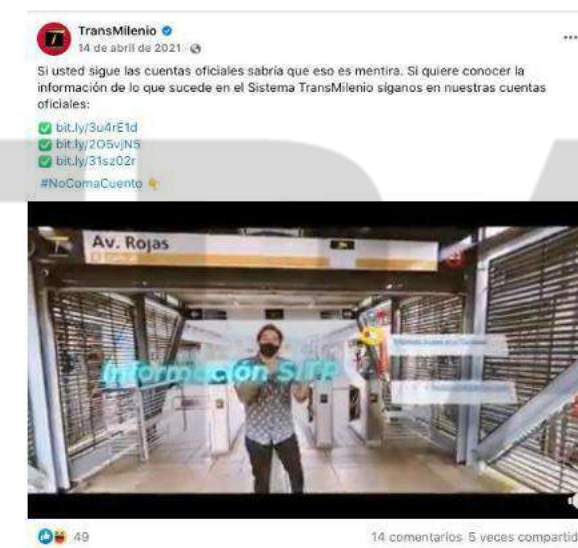 TransMilenio
14 de abril de 2021
Si usted sigue las cuentas oficiales sabría que eso es mentira. Si quiere conocer la
información de lo que sucede en el Sistema TransMilenio síganos en nuestras cuentas
oficiales:
bit.ly/3u4rE1d
bit.ly/2O5vjN5
bit.ly/31sz02r
#NoComaCuento
Av. Rojas
Información SITP
49
14 comentarios 5 veces compartid